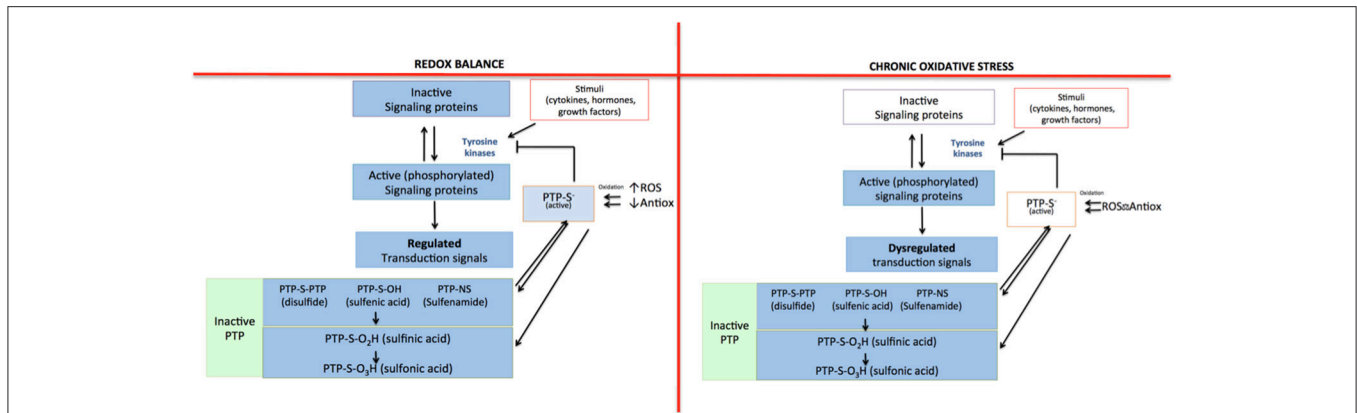 REDOX BALANCE
Inactive
Signaling proteins
Stimuli
(cytokines, hormones,
growth factors)
Tyrosine
kinases
Active (phosphorylated)
Signaling proteins
PTP-S-
(active)
Oxidation
↑ROS
↓Antiox
Regulated
Transduction signals
Inactive
PTP
PTP-S-PTP
(disulfide)
PTP-S-OH
(sulfenic acid)
PTP-NS
(Sulfenamide)
PTP-S-O2H (sulfinic acid)
PTP-S-O3H (sulfonic acid)
CHRONIC OXIDATIVE STRESS
Inactive
Signaling proteins
Stimuli
(cytokines, hormones,
growth factors)
Tyrosine
kinases
Active (phosphorylated)
signaling proteins
PTP-S-
(active)
Oxidation
ROS⚖Antiox
Dysregulated
transduction signals
Inactive
PTP
PTP-S-PTP
(disulfide)
PTP-S-OH
(sulfenic acid)
PTP-NS
(Sulfenamide)
PTP-S-O2H (sulfinic acid)
PTP-S-O3H (sulfonic acid)